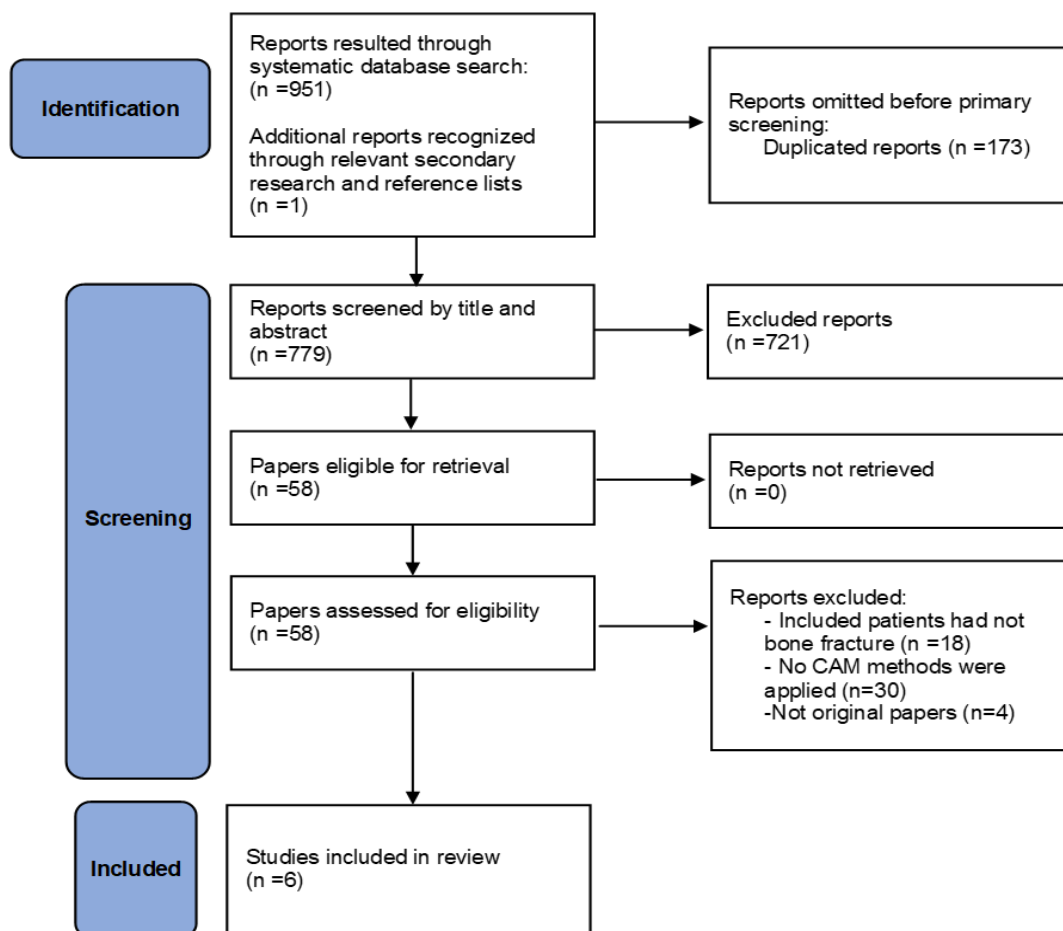 Identification
Reports resulted through
systematic database search:
(n =951)
Additional reports recognized
through relevant secondary
research and reference lists
(n =1)
Reports omitted before primary
screening:
Duplicated reports (n =173)
Screening
Reports screened by title and
abstract
(n =779)
Excluded reports
(n =721)
Papers eligible for retrieval
(n =58)
Reports not retrieved
(n =0)
Papers assessed for eligibility
(n =58)
Reports excluded:
- Included patients had not
bone fracture (n =18)
- No CAM methods were
applied (n=30)
-Not original papers (n=4)
Included
Studies included in review
(n =6)